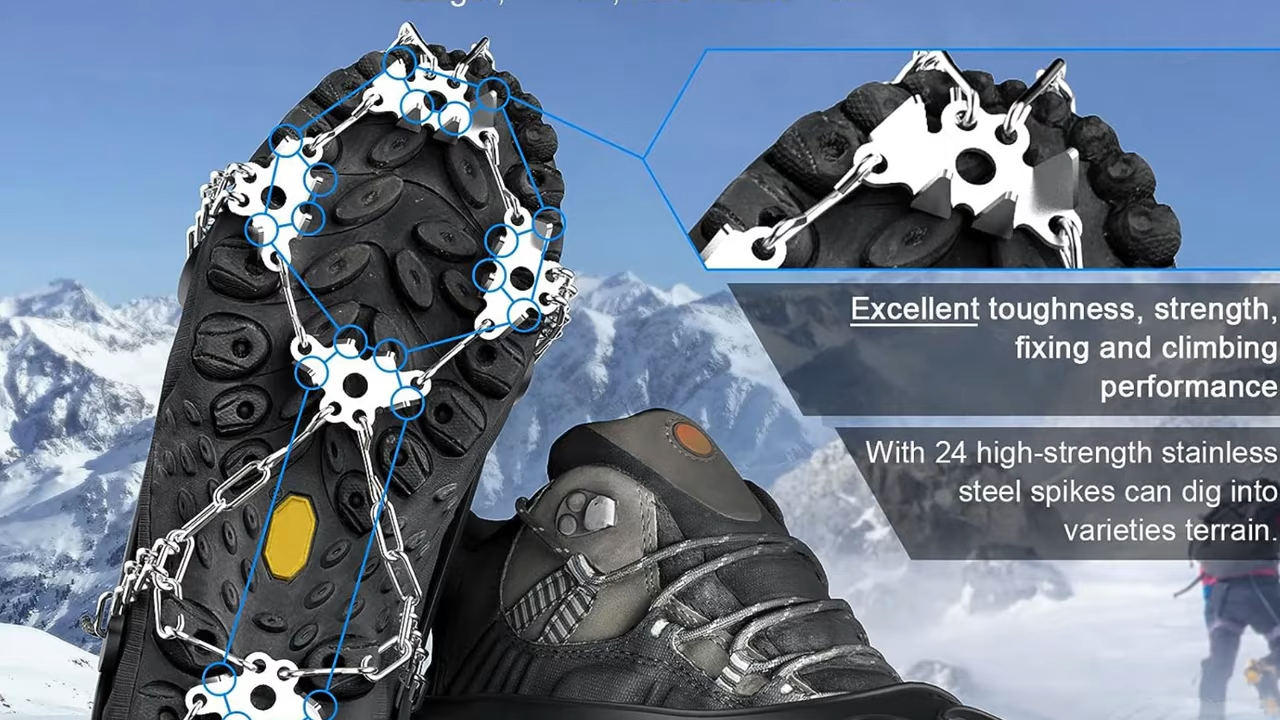 Excellent toughness, strength,
fixing and climbing
performance
With 24 high-strength stainless
steel spikes can dig into
varieties terrain.